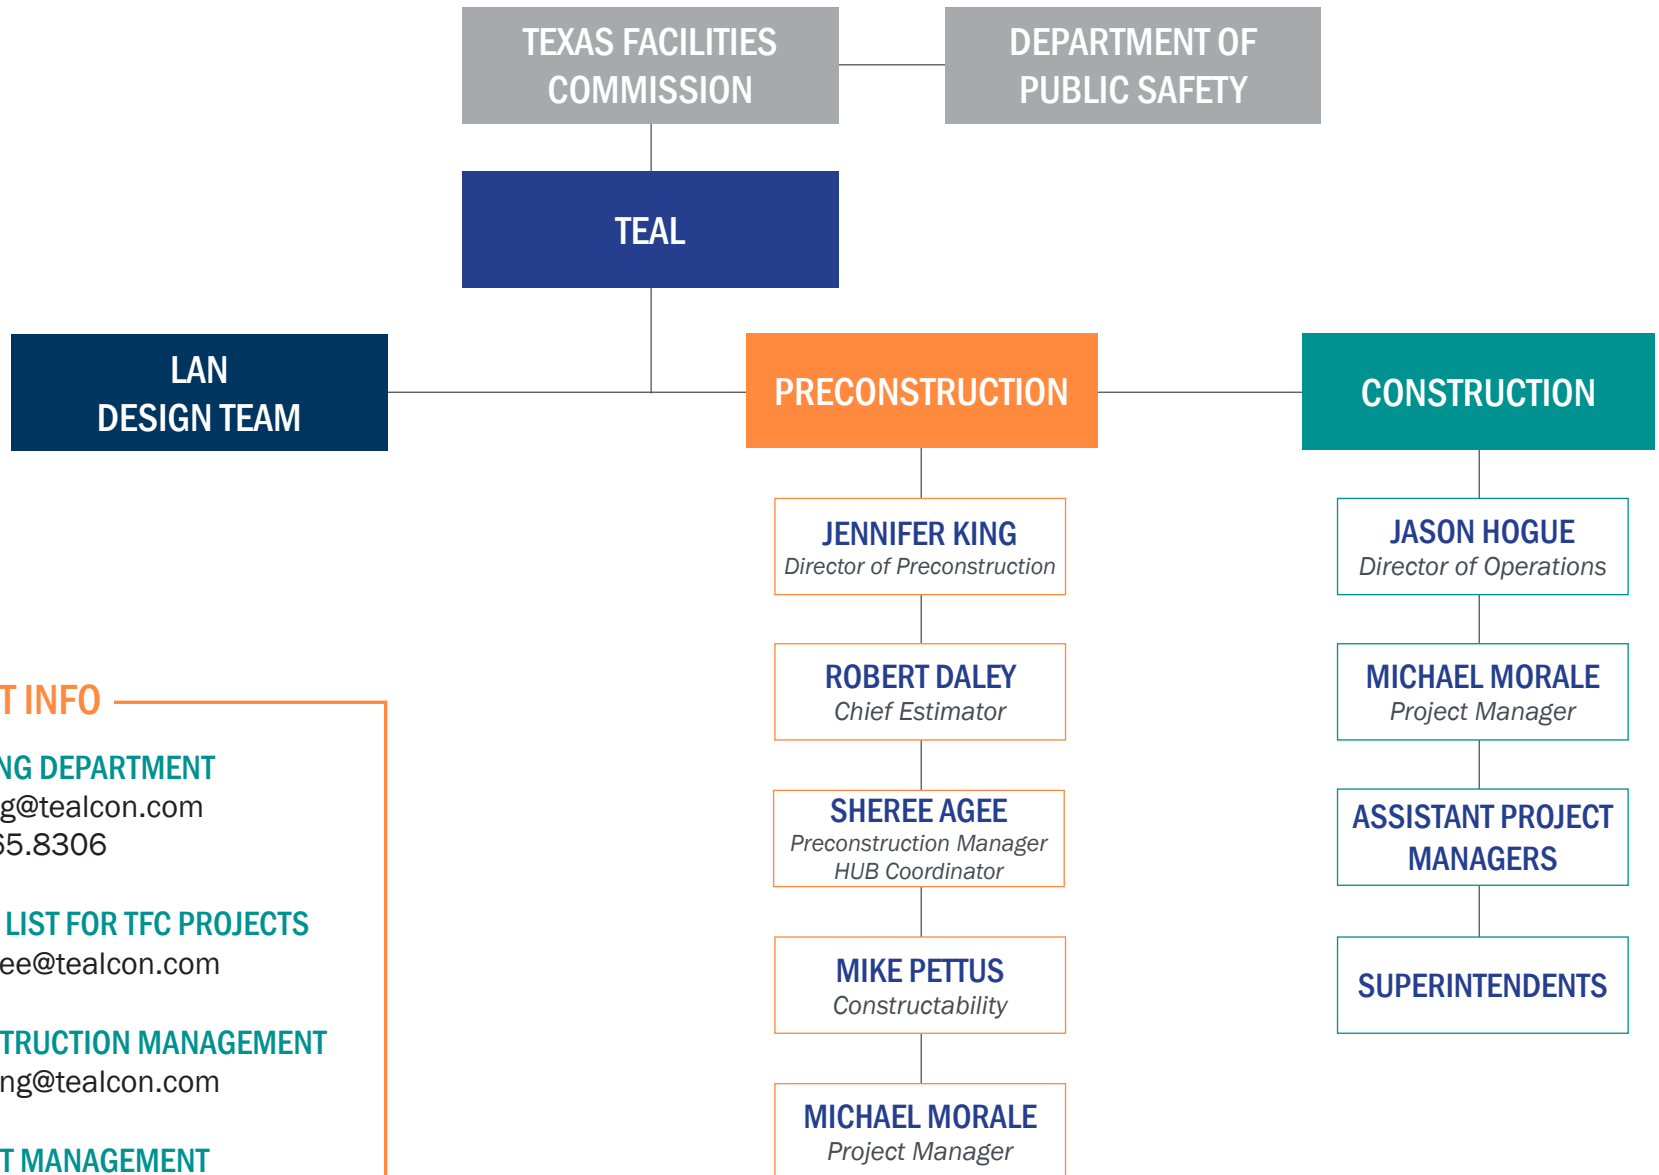 TEXAS FACILITIES
COMMISSION
DEPARTMENT OF
PUBLIC SAFETY
TEAL
LAN
DESIGN TEAM
PRECONSTRUCTION
CONSTRUCTION
JENNIFER KING
Director of Preconstruction
ROBERT DALEY
Chief Estimator
SHEREE AGEE
Preconstruction Manager
HUB Coordinator
MIKE PETTUS
Constructability
MICHAEL MORALE
Project Manager
JASON HOGUE
Director of Operations
MICHAEL MORALE
Project Manager
ASSISTANT PROJECT
MANAGERS
SUPERINTENDENTS
T INFO
NG DEPARTMENT
g@tealcon.com
65.8306
LIST FOR TFC PROJECTS
ee@tealcon.com
TRUCTION MANAGEMENT
ng@tealcon.com
T MANAGEMENT